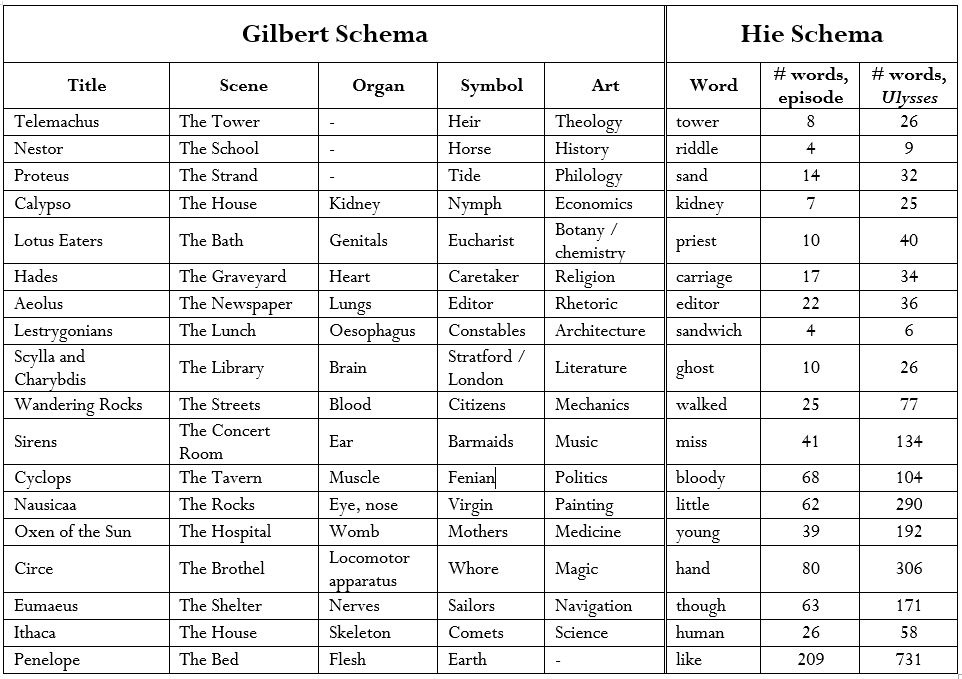 Gilbert Schema Hie Schema
Title Scene Organ Symbol Art Word # words, episode # words, Ulysses
Telemachus The Tower - Heir Theology tower 8 26
Nestor The School - Horse History riddle 4 9
Proteus The Strand - Tide Philology sand 14 32
Calypso The House Kidney Nymph Economics kidney 7 25
Lotus Eaters The Bath Genitals Eucharist Botany / chemistry priest 10 40
Hades The Graveyard Heart Caretaker Religion carriage 17 34
Aeolus The Newspaper Lungs Editor Rhetoric editor 22 36
Lestrygonians The Lunch Oesophagus Constables Architecture sandwich 4 6
Scylla and Charybdis The Library Brain Stratford / London Literature ghost 10 26
Wandering Rocks The Streets Blood Citizens Mechanics walked 25 77
Sirens The Concert Room Ear Barmaids Music miss 41 134
Cyclops The Tavern Muscle Fenian Politics bloody 68 104
Nausicaa The Rocks Eye, nose Virgin Painting little 62 290
Oxen of the Sun The Hospital Womb Mothers Medicine young 39 192
Circe The Brothel Locomotor apparatus Whore Magic hand 80 306
Eumaeus The Shelter Nerves Sailors Navigation though 63 171
Ithaca The House Skeleton Comets Science human 26 58
Penelope The Bed Flesh Earth - like 209 731